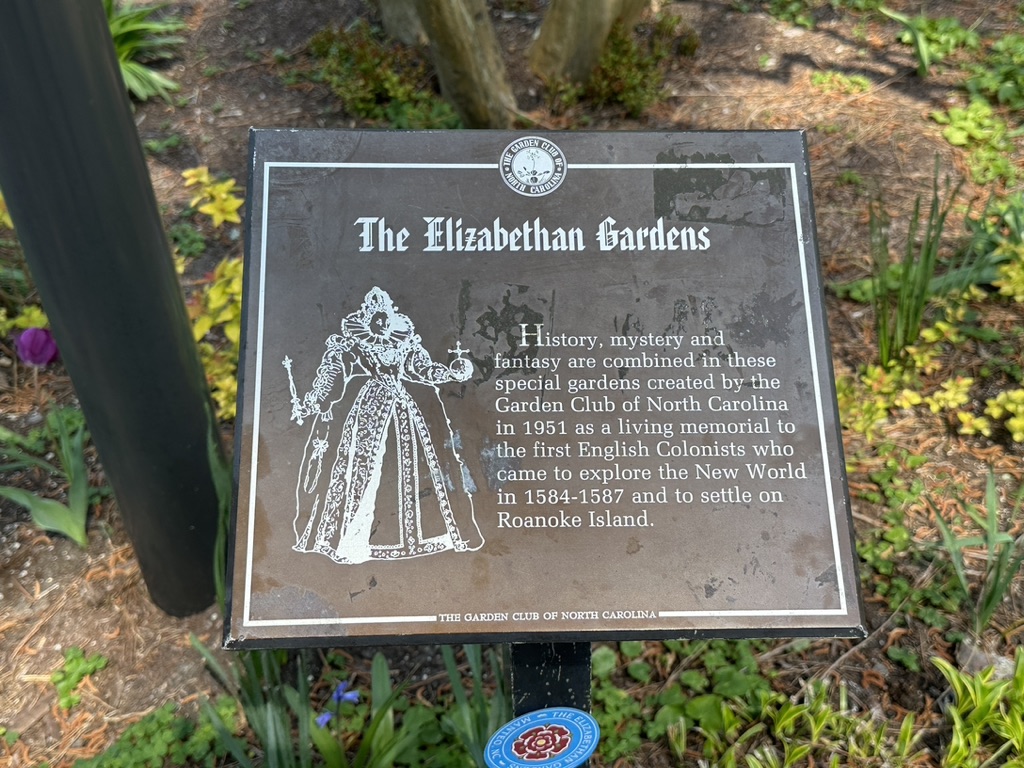 THE GARDEN CLUB OF
NORTH CAROLINA
The Elizabethan Gardens
History, mystery and
fantasy are combined in these
special gardens created by the
Garden Club of North Carolina
in 1951 as a living memorial to
the first English Colonists who
came to explore the New World
in 1584-1587 and to settle on
Roanoke Island.
THE GARDEN CLUB OF NORTH CAROLINA
THE ELIZABETHAN
MANTEO